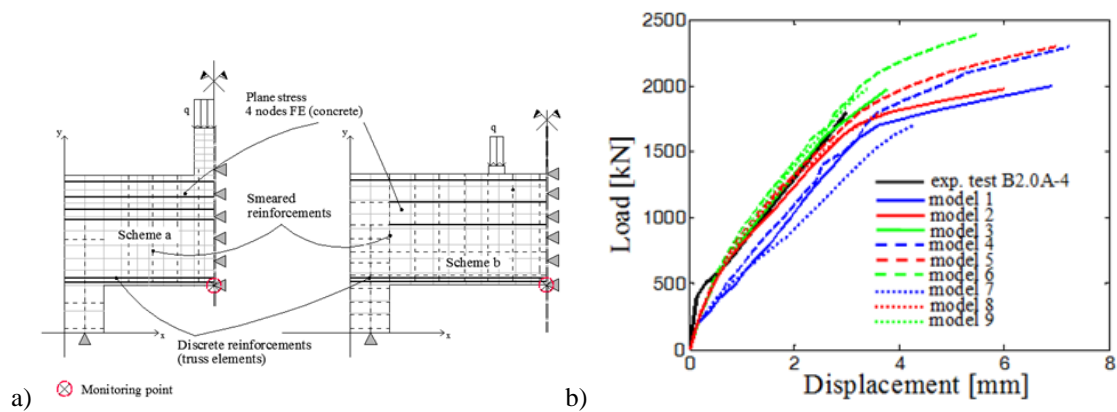 q
Plane stress
4 nodes FE (concrete)
y
y
q
Smeared
reinforcements
Scheme a
Scheme b
x
x
Discrete reinforcements
(truss elements)
Monitoring point
a)
b)
2500
2000
1500
1000
500
0
0
2
4
6
8
Load [kN]
Displacement [mm]
exp. test B2.0A-4
model 1
model 2
model 3
model 4
model 5
model 6
model 7
model 8
model 9